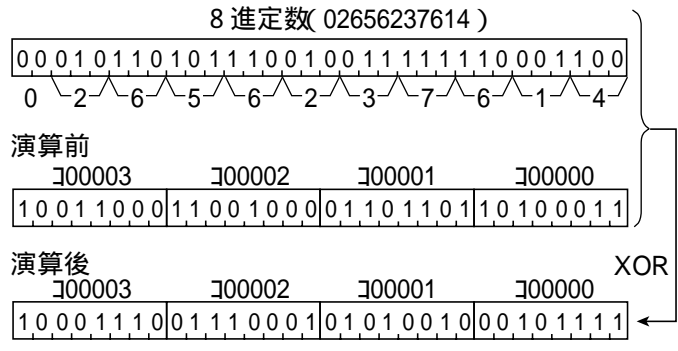 8進定数(02656237614)
0 0 0 1 0 1 1 0 1 0 1 1 1 0 0 1 0 0 1 1 1 1 1 1 1 0 0 0 1 1 0 0
0 2 6 5 6 2 3 7 6 1 4
演算前
コ00003 コ00002 コ00001 コ00000
1 0 0 1 1 0 0 0 1 1 0 0 1 0 0 0 0 1 1 0 1 1 0 1 1 0 1 0 0 0 1 1
演算後 XOR
コ00003 コ00002 コ00001 コ00000
1 0 0 0 1 1 1 0 0 1 1 1 0 0 0 1 0 1 0 1 0 0 1 0 0 0 1 0 1 1 1 1